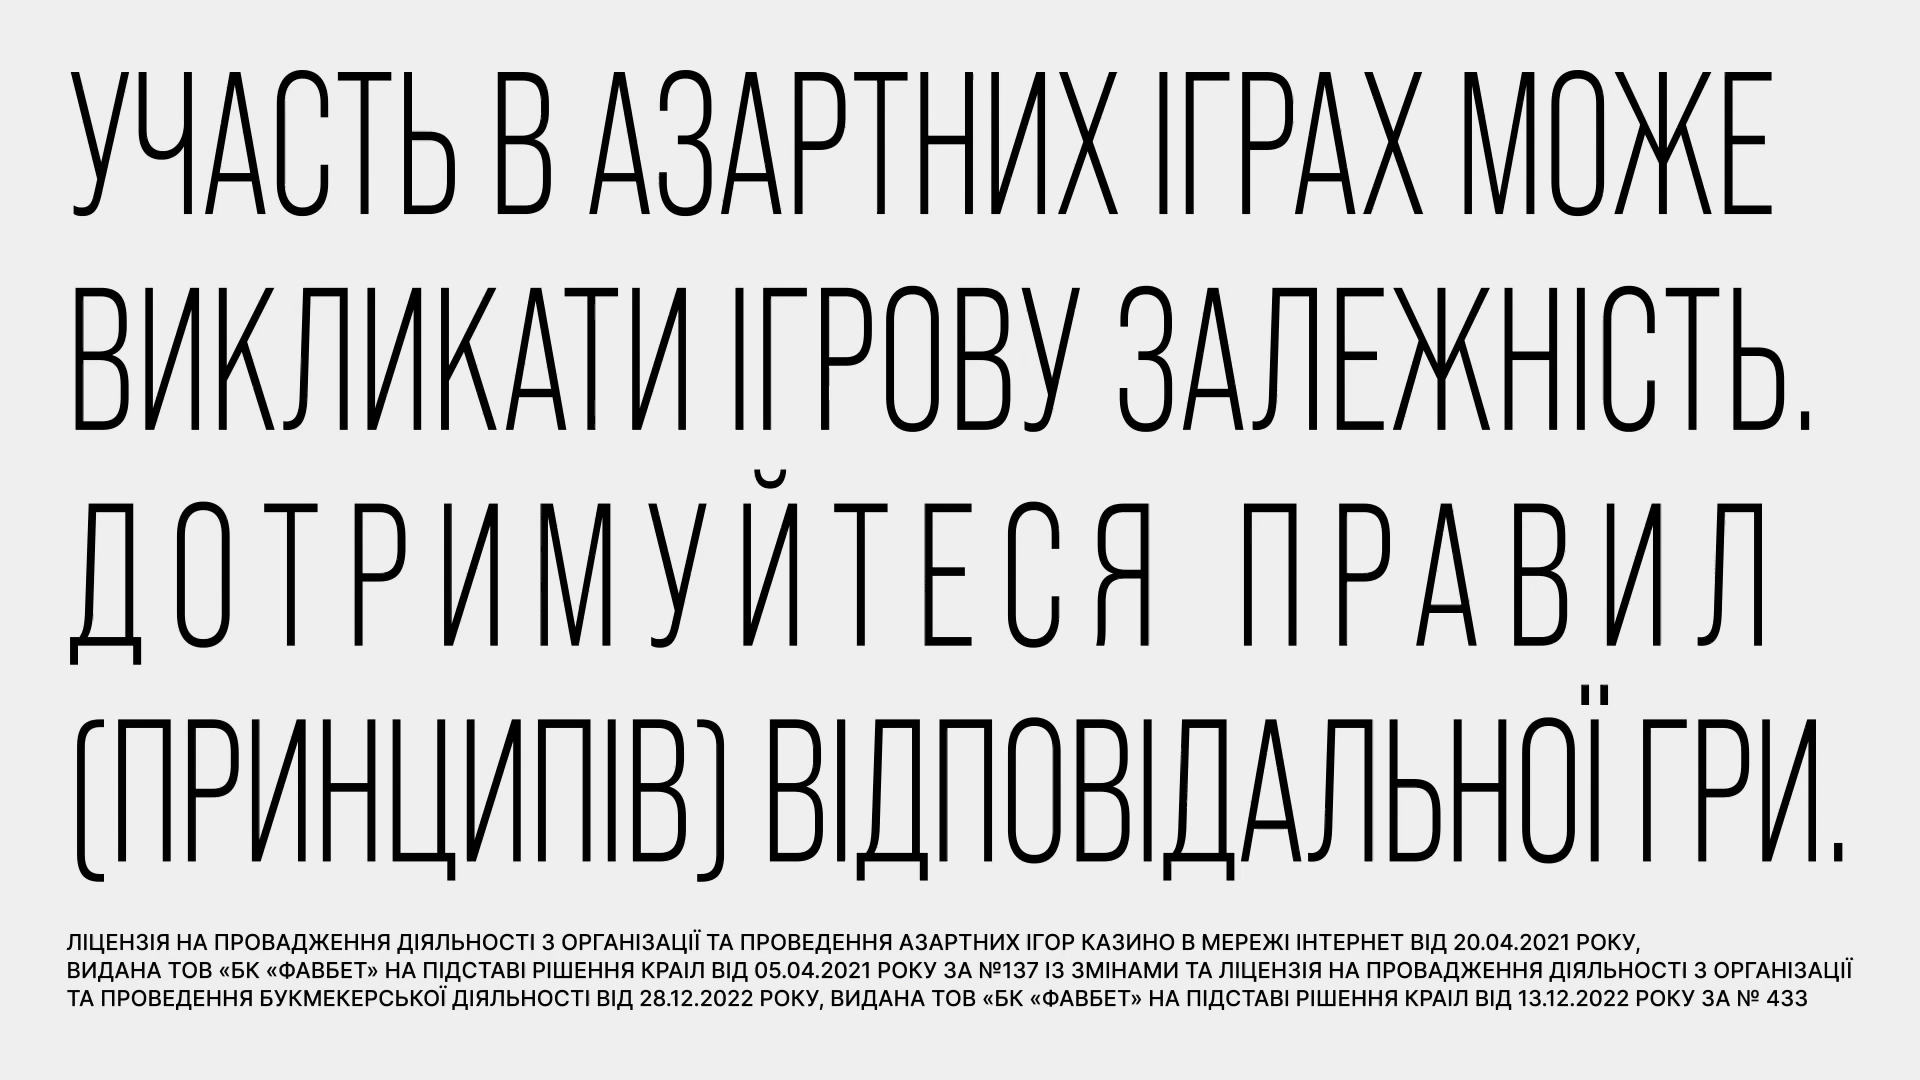 УЧАСТЬ В АЗАРТНИХ ІГРАХ МОЖЕ
ВИКЛИКАТИ ІГРОВУ ЗАЛЕЖНІСТЬ.
ДОТРИМУЙТЕСЯ ПРАВИЛ
(ПРИНЦИПІВ) ВІДПОВІДАЛЬНОЇ ГРИ.
ЛІЦЕНЗІЯ НА ПРОВАДЖЕННЯ ДІЯЛЬНОСТІ З ОРГАНІЗАЦІЇ ТА ПРОВЕДЕННЯ АЗАРТНИХ ІГОР КАЗИНО В МЕРЕЖІ ІНТЕРНЕТ ВІД 20.04.2021 РОКУ,
ВИДАНА ТОВ «БК «ФАВБЕТ» НА ПІДСТАВІ РІШЕННЯ КРАІЛ ВІД 05.04.2021 РОКУ ЗА №137 ІЗ ЗМІНАМИ ТА ЛІЦЕНЗІЯ НА ПРОВАДЖЕННЯ ДІЯЛЬНОСТІ З ОРГАНІЗАЦІЇ
ТА ПРОВЕДЕННЯ БУКМЕКЕРСЬКОЇ ДІЯЛЬНОСТІ ВІД 28.12.2022 РОКУ, ВИДАНА ТОВ «БК «ФАВБЕТ» НА ПІДСТАВІ РІШЕННЯ КРАІЛ ВІД 13.12.2022 РОКУ ЗА № 433